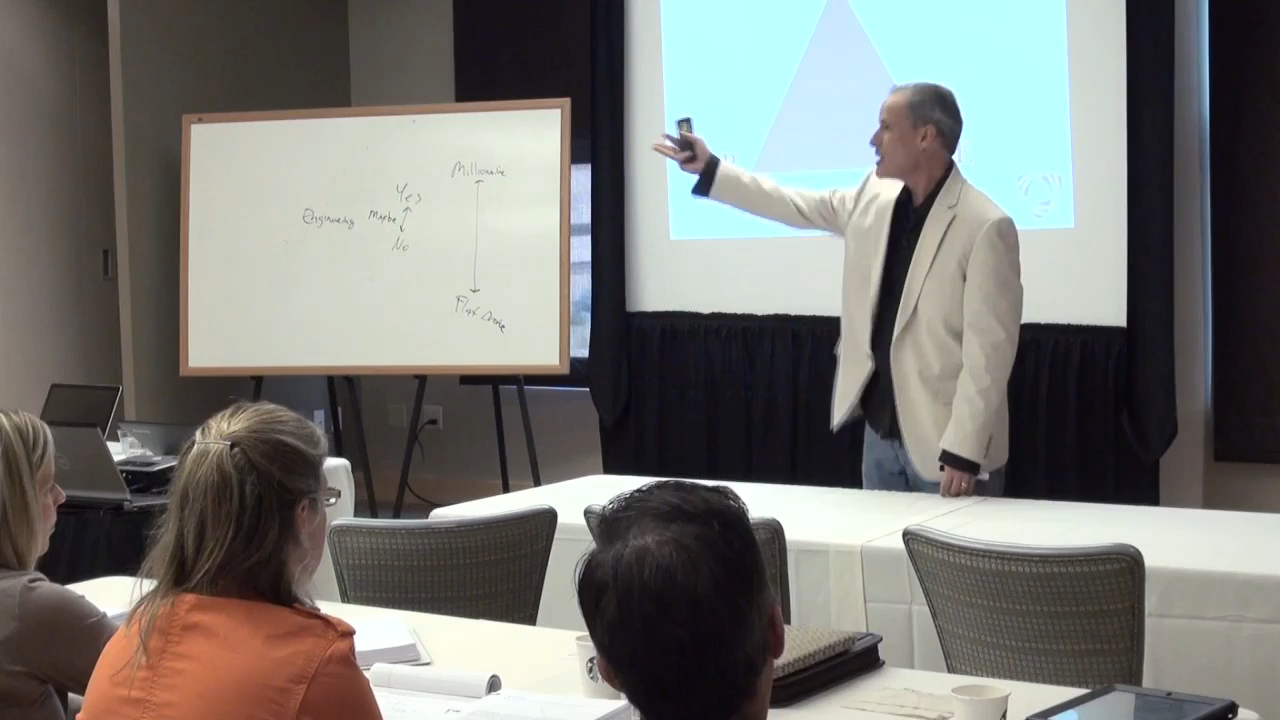 Millionaire
Yes
Engineering Maybe
No
Flat Broke